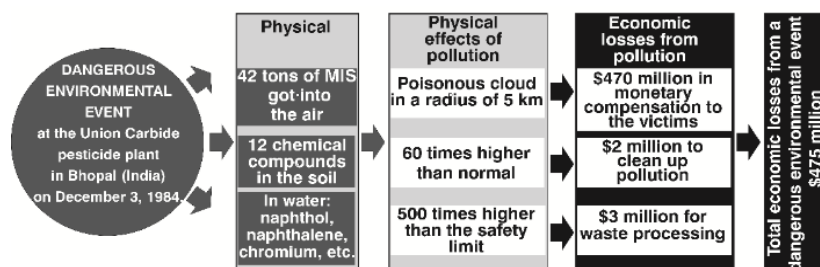 DANGEROUS
ENVIRONMENTAL
EVENT
at the Union Carbide
pesticide plant
in Bhopal (India)
on December 3, 1984.
Physical
42 tons of MIS
got·into
the air
12 chemical
compounds
in the soil
In water:
naphthol,
naphthalene,
chromium, etc.
Physical
effects of
pollution
Poisonous cloud
in a radius of 5 km
60 times higher
than normal
500 times higher
than the safety
limit
Economic
losses from
pollution
$470 million in
monetary
compensation to
the victims
$2 million to
clean up
pollution
$3 million for
waste processing
Total economic losses from a
dangerous environmental event
$475 million